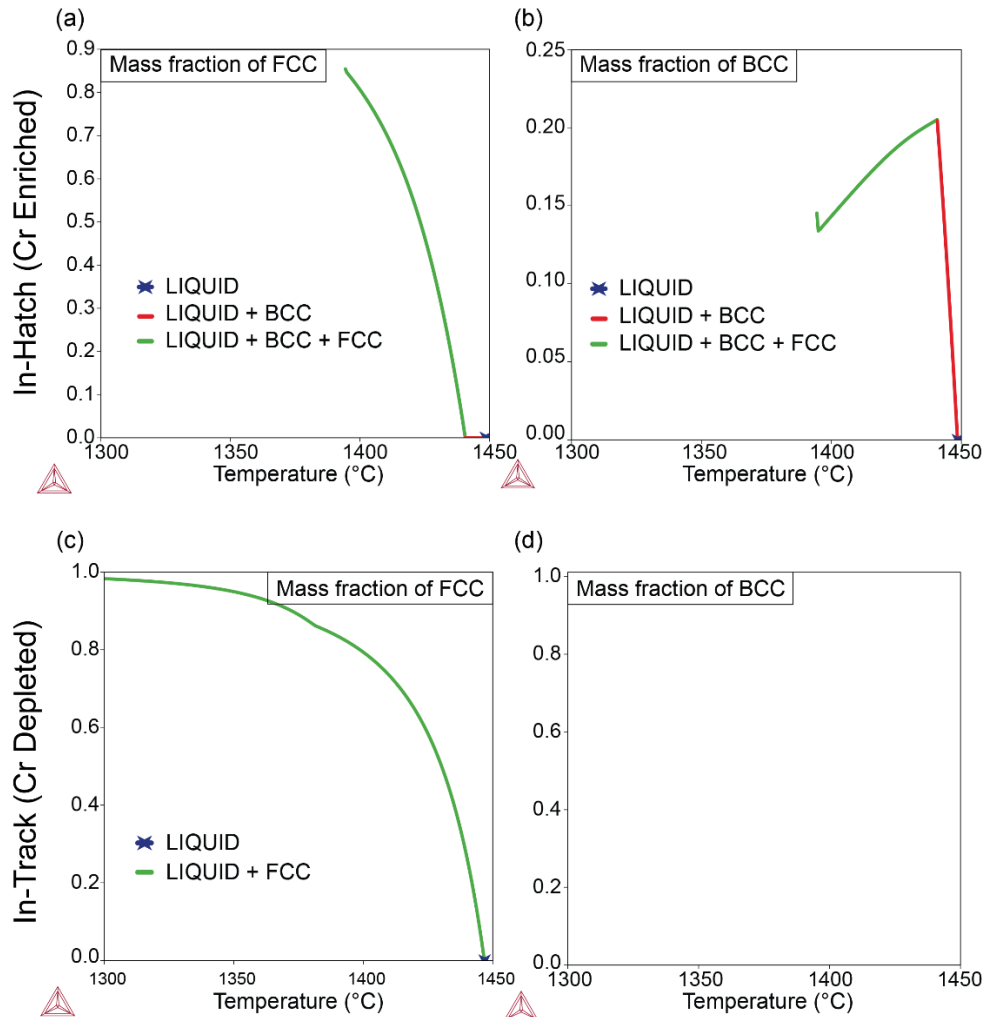 (a)
(b)
In-Hatch (Cr Enriched)
Mass fraction of FCC
0.9
0.8
0.7
0.6
0.5
0.4
0.3
0.2
0.1
0.0
LIQUID
LIQUID + BCC
LIQUID + BCC + FCC
1300 1350 1400 1450
Temperature (°C)
Mass fraction of BCC
0.25
0.20
0.15
0.10
0.05
0.00
LIQUID
LIQUID + BCC
LIQUID + BCC + FCC
1300 1350 1400 1450
Temperature (°C)
(c)
(d)
In-Track (Cr Depleted)
Mass fraction of FCC
1.0
0.8
0.6
0.4
0.2
0.0
LIQUID
LIQUID + FCC
1300 1350 1400 1450
Temperature (°C)
Mass fraction of BCC
1.0
0.8
0.6
0.4
0.2
0.0
1300 1350 1400 1450
Temperature (°C)